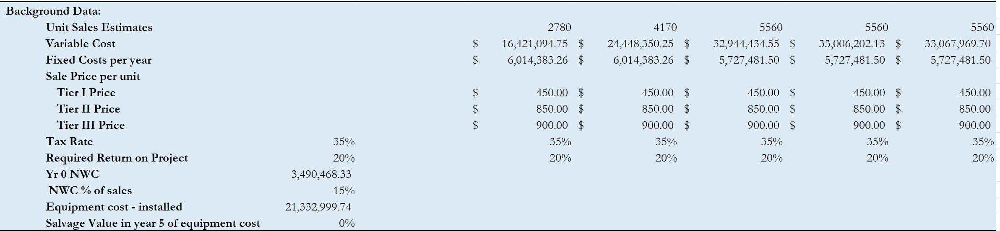 Background Data:
Unit Sales Estimates 2780 4170 5560 5560 5560
Variable Cost $ 16,421,094.75 $ 24,448,350.25 $ 32,944,434.55 $ 33,006,202.13 $ 33,067,969.70
Fixed Costs per year $ 6,014,383.26 $ 6,014,383.26 $ 5,727,481.50 $ 5,727,481.50 $ 5,727,481.50
Sale Price per unit
Tier I Price $ 450.00 $ 450.00 $ 450.00 $ 450.00 $ 450.00
Tier II Price $ 850.00 $ 850.00 $ 850.00 $ 850.00 $ 850.00
Tier III Price $ 900.00 $ 900.00 $ 900.00 $ 900.00 $ 900.00
Tax Rate 35% 35% 35% 35% 35% 35%
Required Return on Project 20% 20% 20% 20% 20% 20%
Yr 0 NWC 3,490,468.33
NWC % of sales 15%
Equipment cost - installed 21,332,999.74
Salvage Value in year 5 of equipment cost 0%